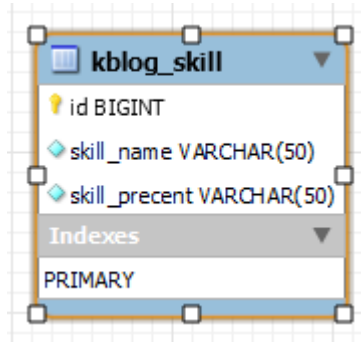 kblog_skill
id BIGINT
skill_name VARCHAR(50)
skill_precent VARCHAR(50)
Indexes
PRIMARY